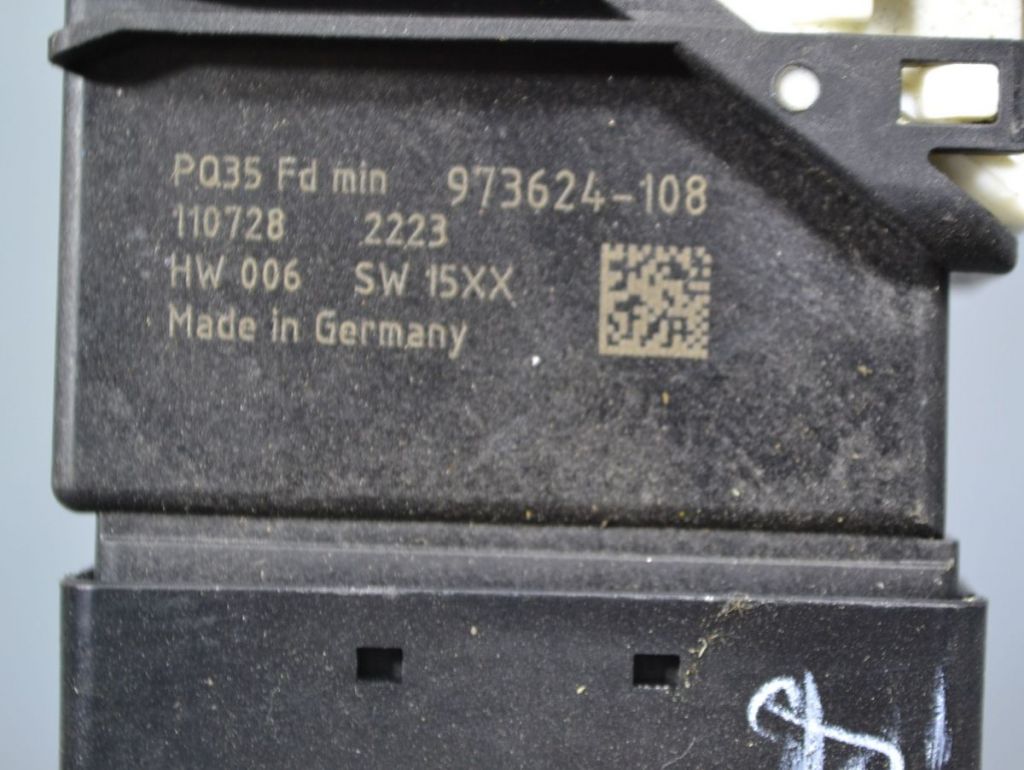 PQ35 Fd min 973624-108
110728 2223
HW 006 SW 15XX
Made in Germany